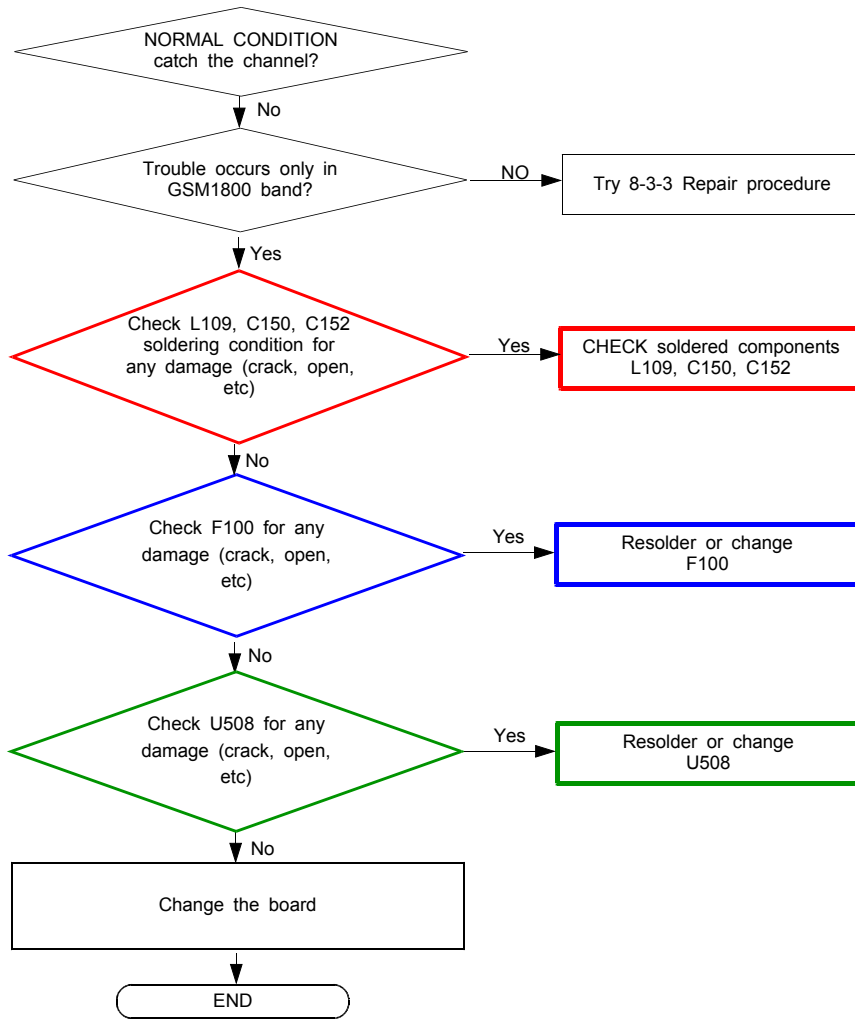 NORMAL CONDITION
catch the channel?
No
Trouble occurs only in
GSM1800 band?
NO
Try 8-3-3 Repair procedure
Yes
Check L109, C150, C152
soldering condition for
any damage (crack, open,
etc)
Yes
CHECK soldered components
L109, C150, C152
No
Check F100 for any
damage (crack, open,
etc)
Yes
Resolder or change
F100
No
Check U508 for any
damage (crack, open,
etc)
Yes
Resolder or change
U508
No
Change the board
END